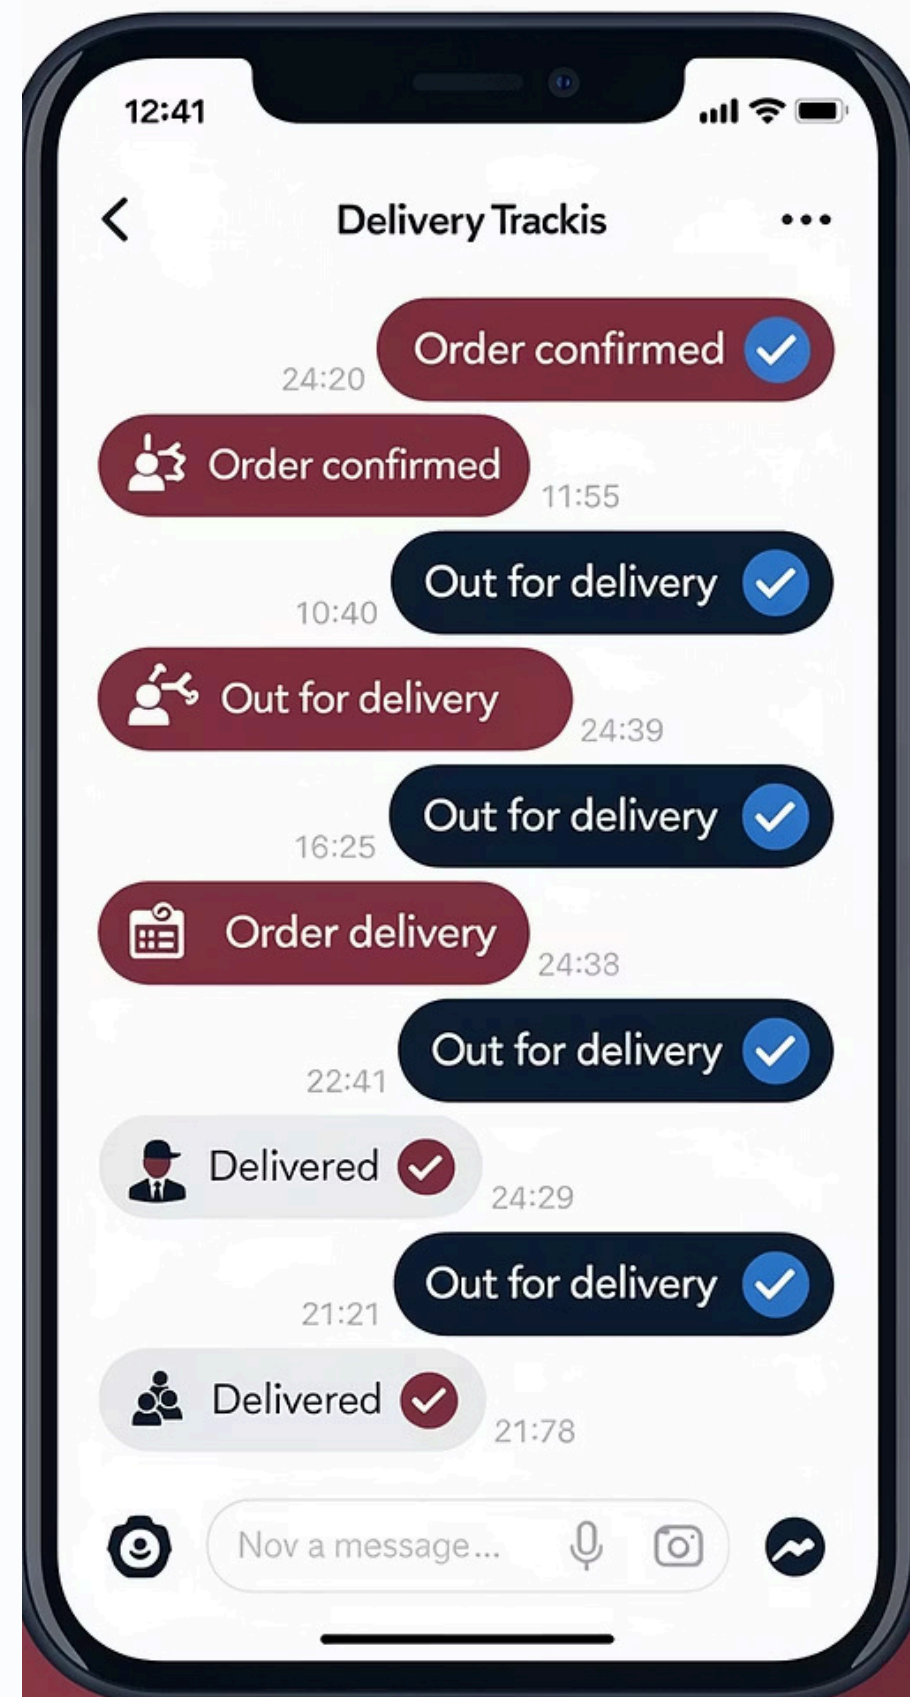 12:41
Delivery Trackis
Order confirmed
24:20
Order confirmed
11:55
Out for delivery
10:40
Out for delivery
24:39
Out for delivery
16:25
Order delivery
24:38
Out for delivery
22:41
Delivered
24:29
Out for delivery
21:21
Delivered
21:78
Nov a message...